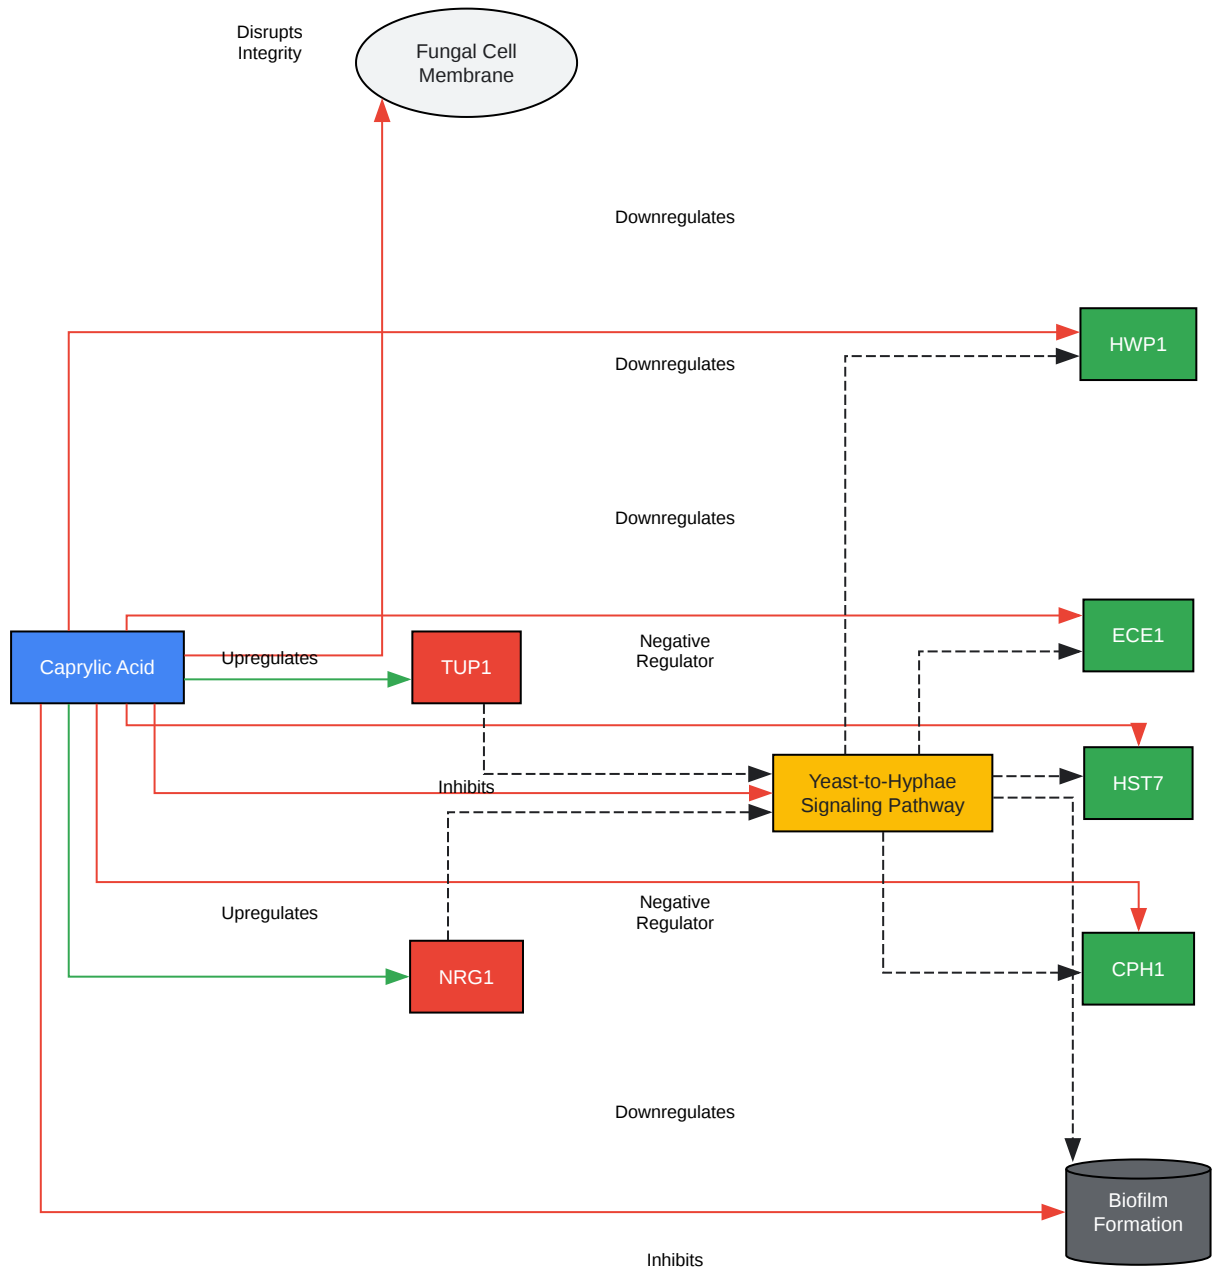 Disrupts
Integrity
Fungal Cell
Membrane
Downregulates
HWP1
Downregulates
Downregulates
Caprylic Acid
Upregulates
TUP1
Negative
Regulator
ECE1
Inhibits
Yeast-to-Hyphae
Signaling Pathway
HST7
Upregulates
Negative
Regulator
NRG1
CPH1
Downregulates
Biofilm
Formation
Inhibits